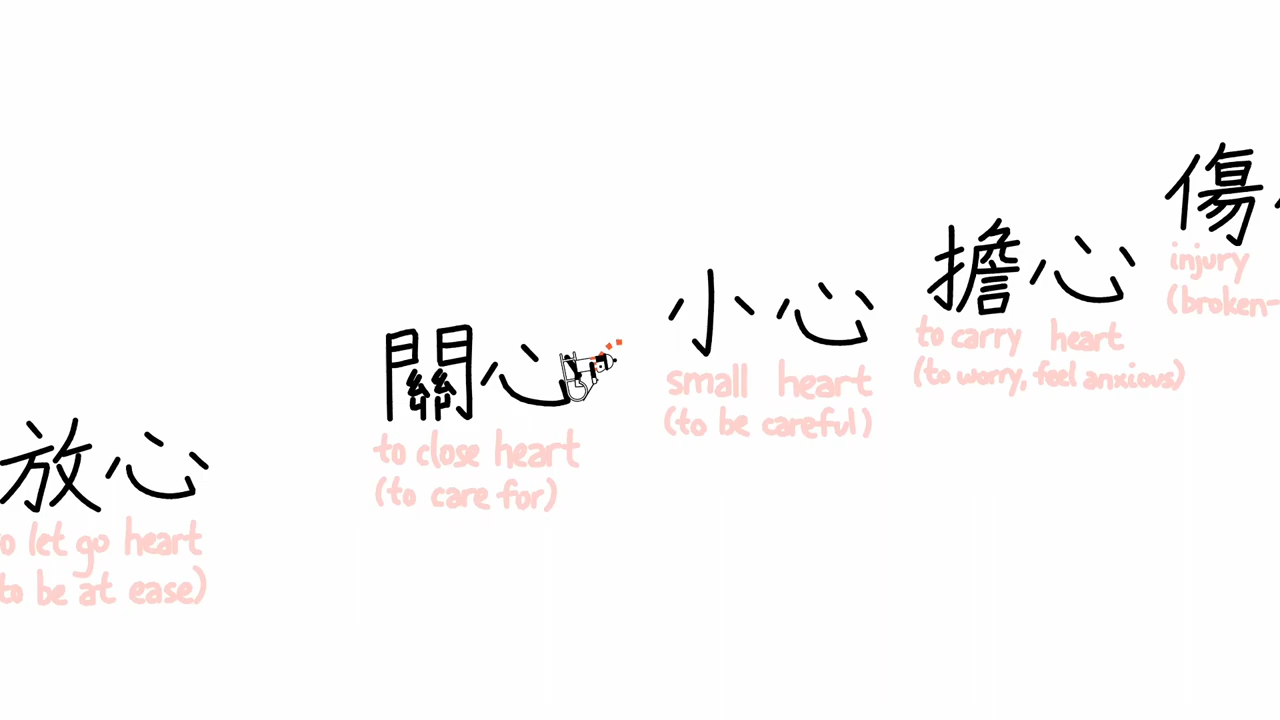 放心
to let go heart
to be at ease)
關心
to close heart
(to care for)
小心
small heart
(to be careful)
擔心
to carry heart
(to worry, feel anxious)
傷
injury
(broken-